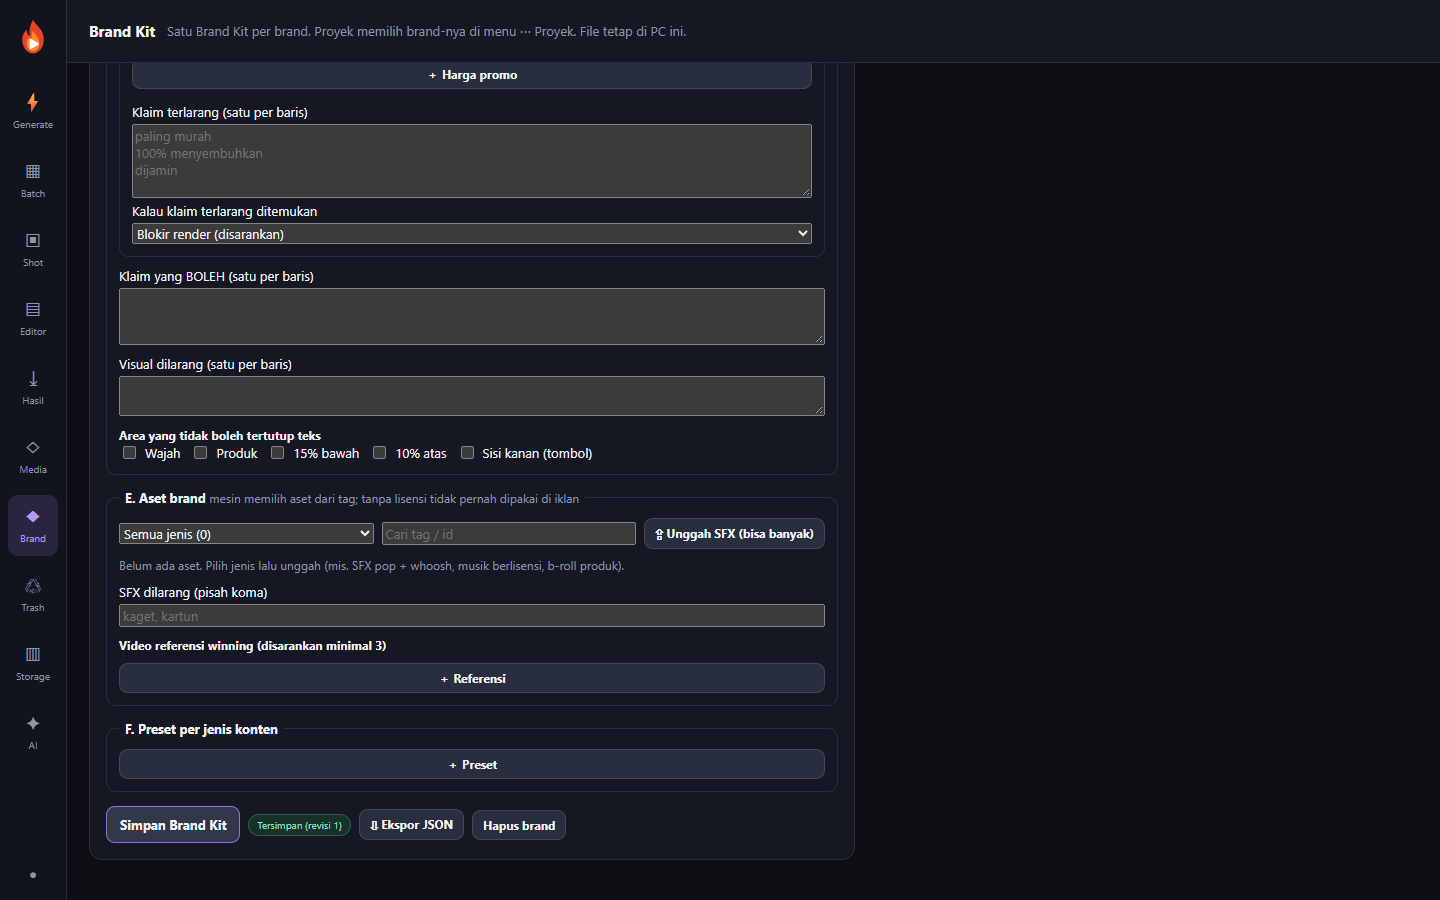 Brand Kit Satu Brand Kit per brand. Proyek memilih brand-nya di menu ··· Proyek. File tetap di PC ini.
Generate
Batch
Shot
Editor
Hasil
Media
Brand
Trash
Storage
AI
+ Harga promo
Klaim terlarang (satu per baris)
paling murah
100% menyembuhkan
dijamin
Kalau klaim terlarang ditemukan
Blokir render (disarankan)
Klaim yang BOLEH (satu per baris)
Visual dilarang (satu per baris)
Area yang tidak boleh tertutup teks
Wajah Produk 15% bawah 10% atas Sisi kanan (tombol)
E. Aset brand mesin memilih aset dari tag; tanpa lisensi tidak pernah dipakai di iklan
Semua jenis (0) Cari tag / id ⇪ Unggah SFX (bisa banyak)
Belum ada aset. Pilih jenis lalu unggah (mis. SFX pop + whoosh, musik berlisensi, b-roll produk).
SFX dilarang (pisah koma)
kaget, kartun
Video referensi winning (disarankan minimal 3)
+ Referensi
F. Preset per jenis konten
+ Preset
Simpan Brand Kit Tersimpan (revisi 1) ⇩ Ekspor JSON Hapus brand